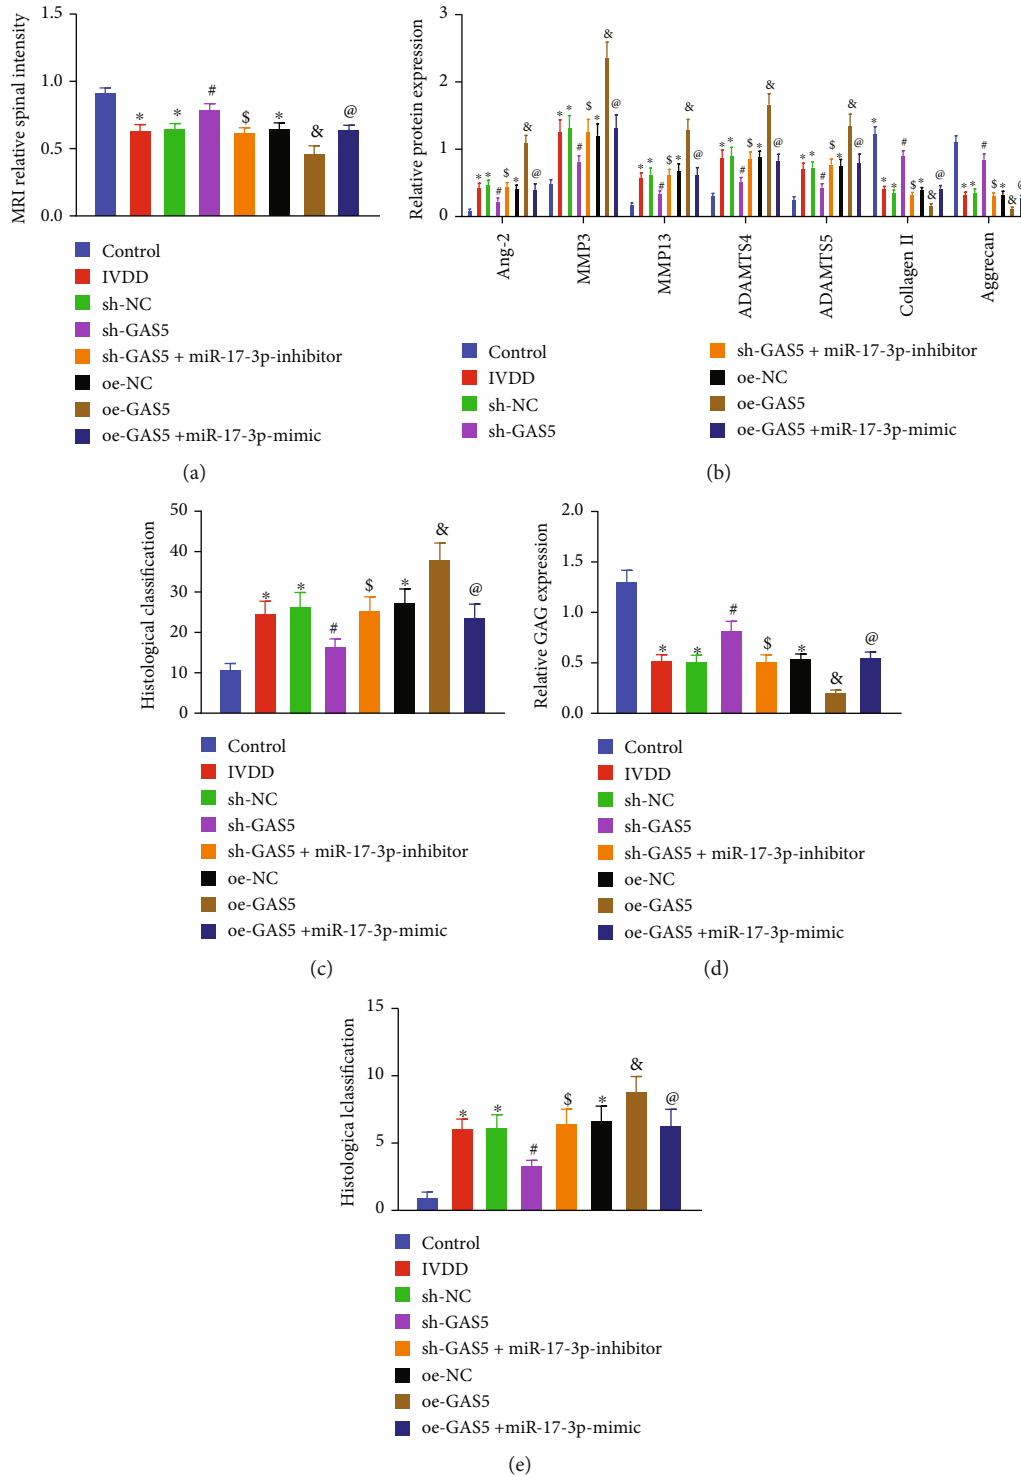 MRI relative spinal intensity
1.5
1.0
0.5
0.0
* * # $ * & @
Control
IVDD
sh-NC
sh-GAS5
sh-GAS5 + miR-17-3p-inhibitor
oe-NC
oe-GAS5
oe-GAS5 +miR-17-3p-mimic
(a)
Relative protein expression
3
2
1
0
* * # $ * & @
* * # $ * & @
* * # $ * & @
* * # $ * & @
* * # $ * & @
* * * # $ * & @
* * # $ * & @
Ang-2
MMP3
MMP13
ADAMTS4
ADAMTS5
Collagen II
Aggrecan
Control
IVDD
sh-NC
sh-GAS5
sh-GAS5 + miR-17-3p-inhibitor
oe-NC
oe-GAS5
oe-GAS5 +miR-17-3p-mimic
(b)
Histological classification
50
40
30
20
10
0
* * # $ * & @
Control
IVDD
sh-NC
sh-GAS5
sh-GAS5 + miR-17-3p-inhibitor
oe-NC
oe-GAS5
oe-GAS5 +miR-17-3p-mimic
(c)
Relative GAG expression
2.0
1.5
1.0
0.5
0.0
* * # $ * & @
Control
IVDD
sh-NC
sh-GAS5
sh-GAS5 + miR-17-3p-inhibitor
oe-NC
oe-GAS5
oe-GAS5 +miR-17-3p-mimic
(d)
Histologica lclassification
15
10
5
0
* * # $ * & @
Control
IVDD
sh-NC
sh-GAS5
sh-GAS5 + miR-17-3p-inhibitor
oe-NC
oe-GAS5
oe-GAS5 +miR-17-3p-mimic
(e)